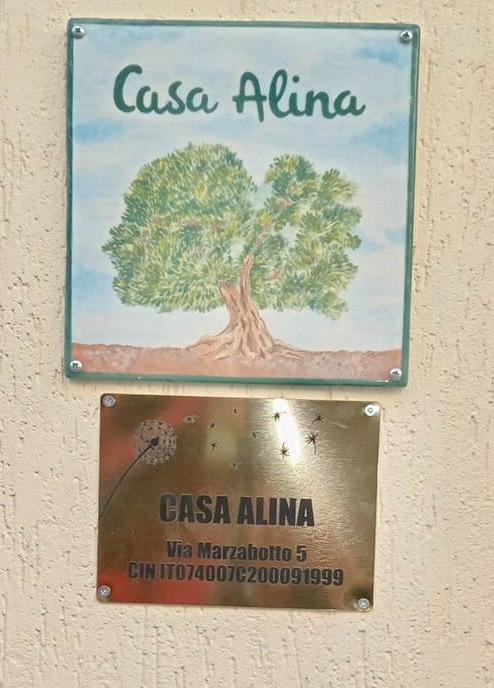 Casa Alina
CASA ALINA
Via Marzabotto 5
CIN IT074007C200091999